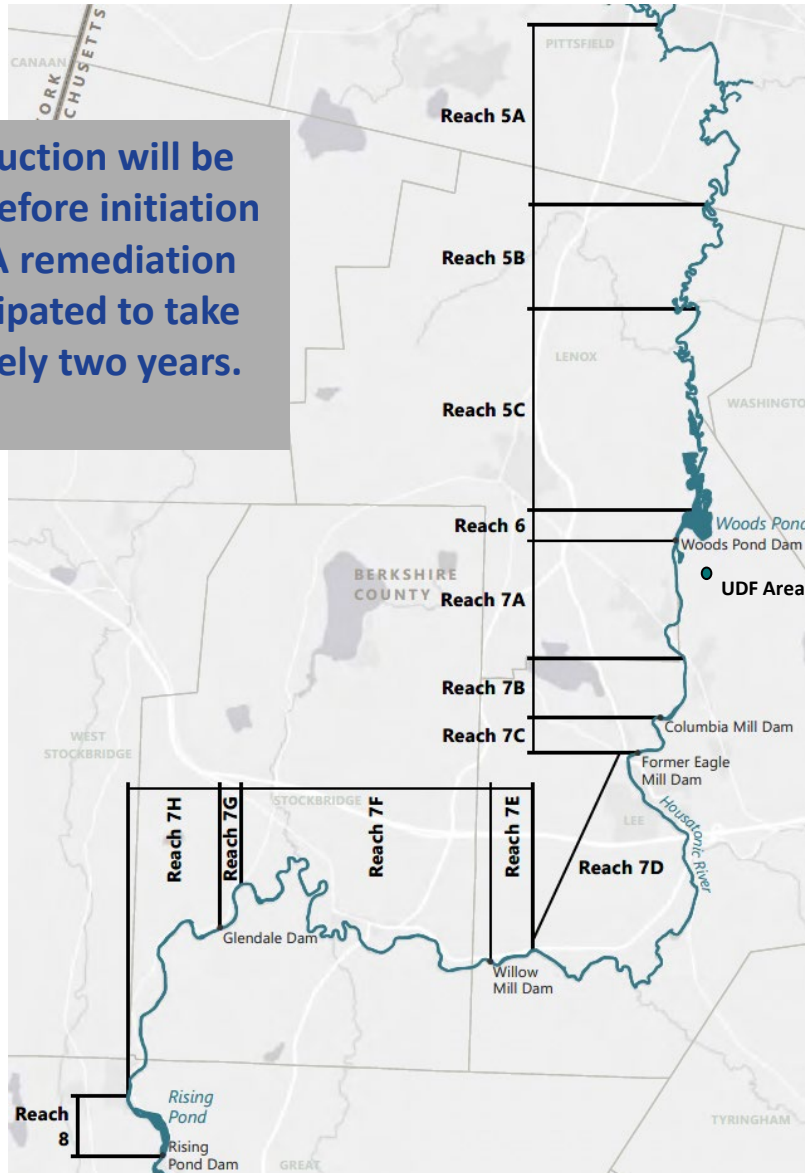 PITTSFIELD
CANAAN
YORK
CHUSETTS
Reach 5A
uction will be
efore initiation
A remediation
ipated to take
ely two years.
Reach 5B
LENOX
WASHINGTO
Reach 5C
Reach 6
Woods Pond
Woods Pond Dam
BERKSHIRE
COUNTY
UDF Area
Reach 7A
Reach 7B
Columbia Mill Dam
Reach 7C
Former Eagle
Mill Dam
WEST
STOCKBRIDGE
STOCKBRIDGE
Housatonic River
LEE
Reach 7H
Reach 7G
Reach 7F
Reach 7E
Reach 7D
Glendale Dam
Willow
Mill Dam
Rising
Pond
Reach
8
Rising
Pond Dam
TYRINGHAM
GREAT